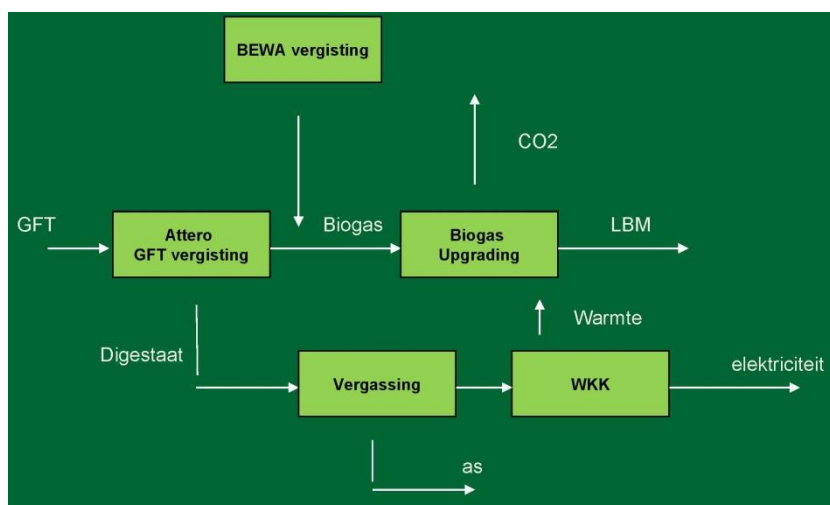 BEWA vergisting
CO2
GFT
Attero
GFT vergisting
Biogas
Biogas
Upgrading
LBM
Warmte
Digestaat
Vergassing
WKK
elektriciteit
as